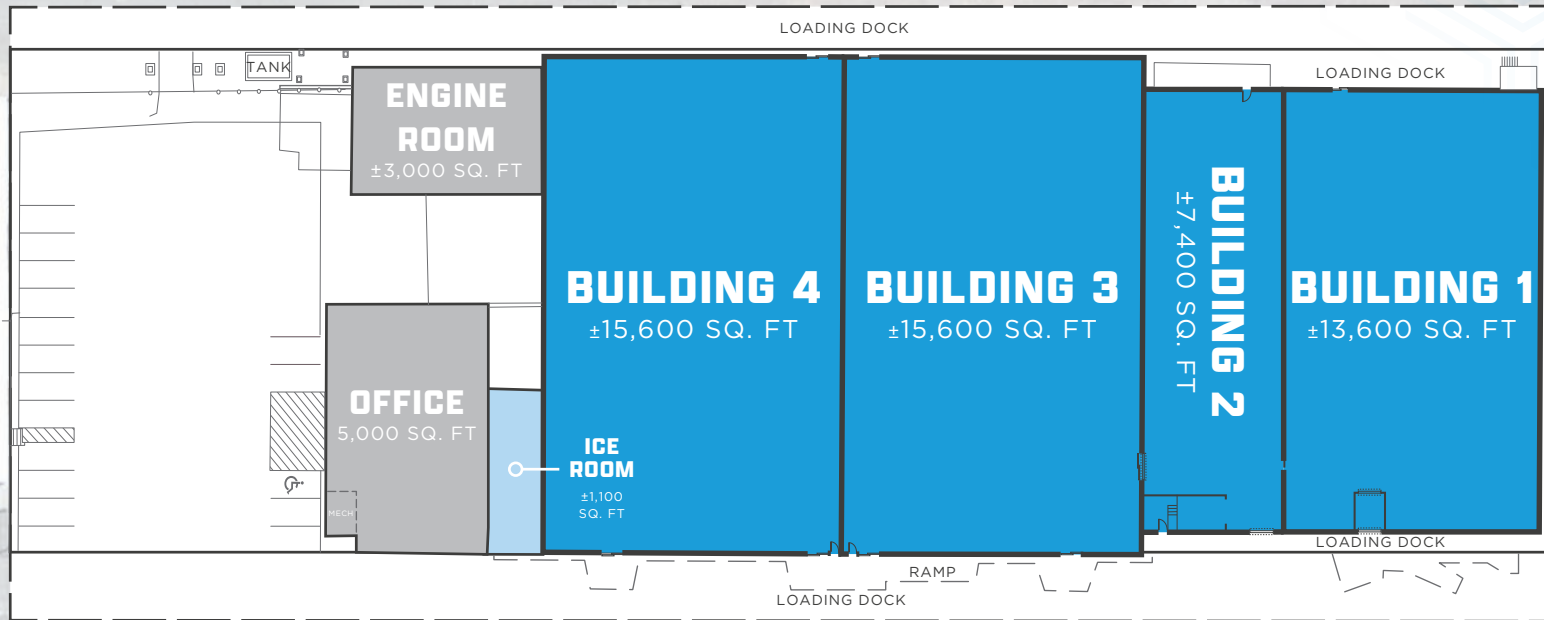 LOADING DOCK
TANK
LOADING DOCK
ENGINE
ROOM
±3,000 SQ. FT
BUILDING 4
±15,600 SQ. FT
BUILDING 3
±15,600 SQ. FT
BUILDING 2
±7,400 SQ. FT
BUILDING 1
±13,600 SQ. FT
OFFICE
5,000 SQ. FT
MECH
ICE
ROOM
±1,100
SQ. FT
LOADING DOCK
RAMP
LOADING DOCK